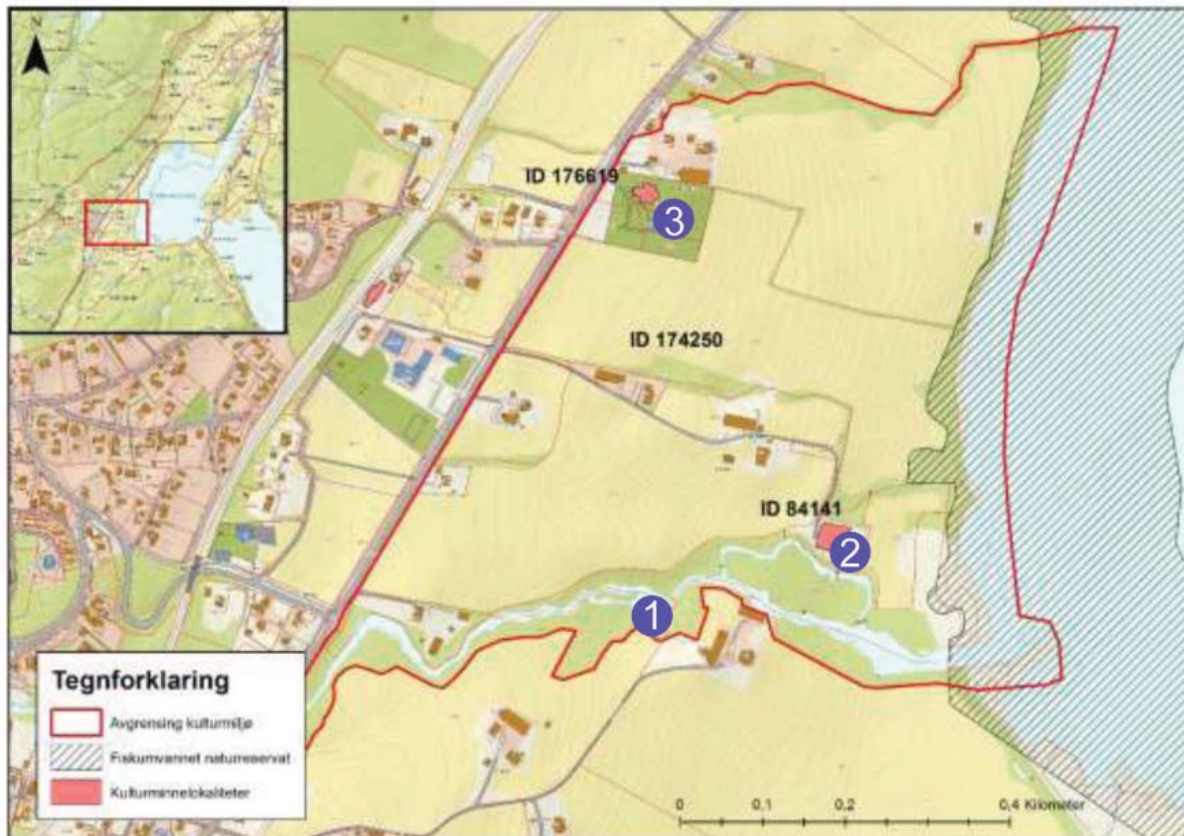 N
ID 176619
3
ID 174250
ID 84141
2
1
Tegnforklaring
Avgrensing kulturmiljø
Fiskumvannet naturreservat
Kulturminnelokaliteter
0 0,1 0,2 0,4 Kilometer